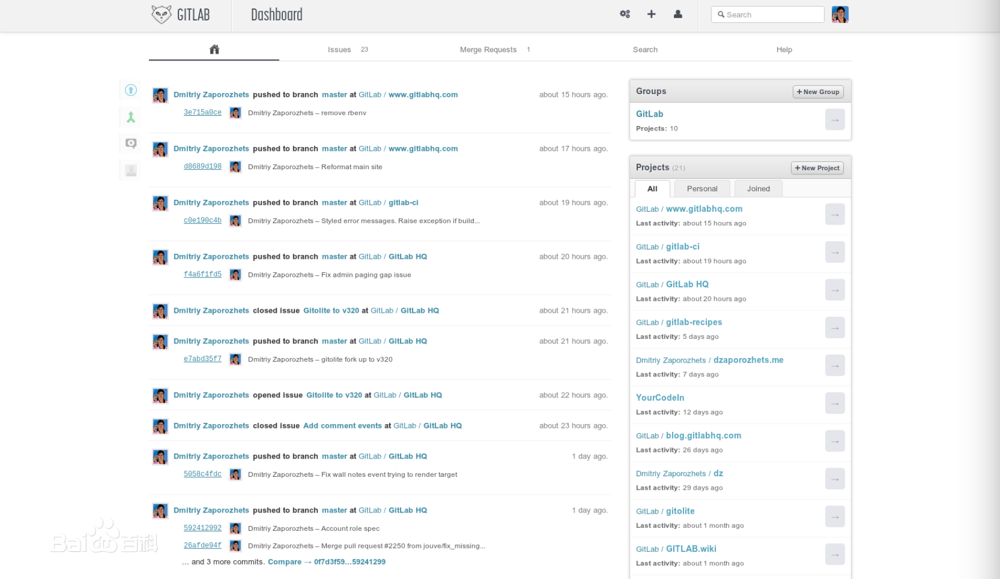 GITLAB
Dashboard
Search
Issues 23
Merge Requests 1
Search
Help
Dmitriy Zaporozhets pushed to branch master at GitLab / www.gitlabhq.com about 15 hours ago.
3e715a0ce Dmitriy Zaporozhets – remove rbenv
Dmitriy Zaporozhets pushed to branch master at GitLab / www.gitlabhq.com about 17 hours ago.
d8689d198 Dmitriy Zaporozhets – Reformat main site
Dmitriy Zaporozhets pushed to branch master at GitLab / gitlab-ci about 19 hours ago.
c0e190c4b Dmitriy Zaporozhets – Styled error messages. Raise exception if build...
Dmitriy Zaporozhets pushed to branch master at GitLab / GitLab HQ about 20 hours ago.
f4a6f1fd5 Dmitriy Zaporozhets – Fix admin paging gap issue
Dmitriy Zaporozhets closed issue Gitolite to v320 at GitLab / GitLab HQ about 21 hours ago.
Dmitriy Zaporozhets pushed to branch master at GitLab / GitLab HQ about 21 hours ago.
e7abd35f7 Dmitriy Zaporozhets – gitolite fork up to v320
Dmitriy Zaporozhets opened issue Gitolite to v320 at GitLab / GitLab HQ about 22 hours ago.
Dmitriy Zaporozhets closed issue Add comment events at GitLab / GitLab HQ about 23 hours ago.
Dmitriy Zaporozhets pushed to branch master at GitLab / GitLab HQ 1 day ago.
5058c4fdc Dmitriy Zaporozhets – Fix wall notes event trying to render target
Dmitriy Zaporozhets pushed to branch master at GitLab / GitLab HQ 1 day ago.
592412992 Dmitriy Zaporozhets – Account role spec
26afde94f Dmitriy Zaporozhets – Merge pull request #2250 from jouve/fix_missing...
... and 3 more commits. Compare → 0f7d3f59...59241299
Groups
+ New Group
GitLab
Projects: 10
Projects (21)
+ New Project
All
Personal
Joined
GitLab / www.gitlabhq.com
Last activity: about 15 hours ago
GitLab / gitlab-ci
Last activity: about 19 hours ago
GitLab / GitLab HQ
Last activity: about 20 hours ago
GitLab / gitlab-recipes
Last activity: 5 days ago
Dmitriy Zaporozhets / dzaporozhets.me
Last activity: 7 days ago
YourCodeIn
Last activity: 12 days ago
GitLab / blog.gitlabhq.com
Last activity: 26 days ago
Dmitriy Zaporozhets / dz
Last activity: 29 days ago
GitLab / gitolite
Last activity: about 1 month ago
GitLab / GITLAB.wiki
Last activity: about 1 month ago
Bai百科